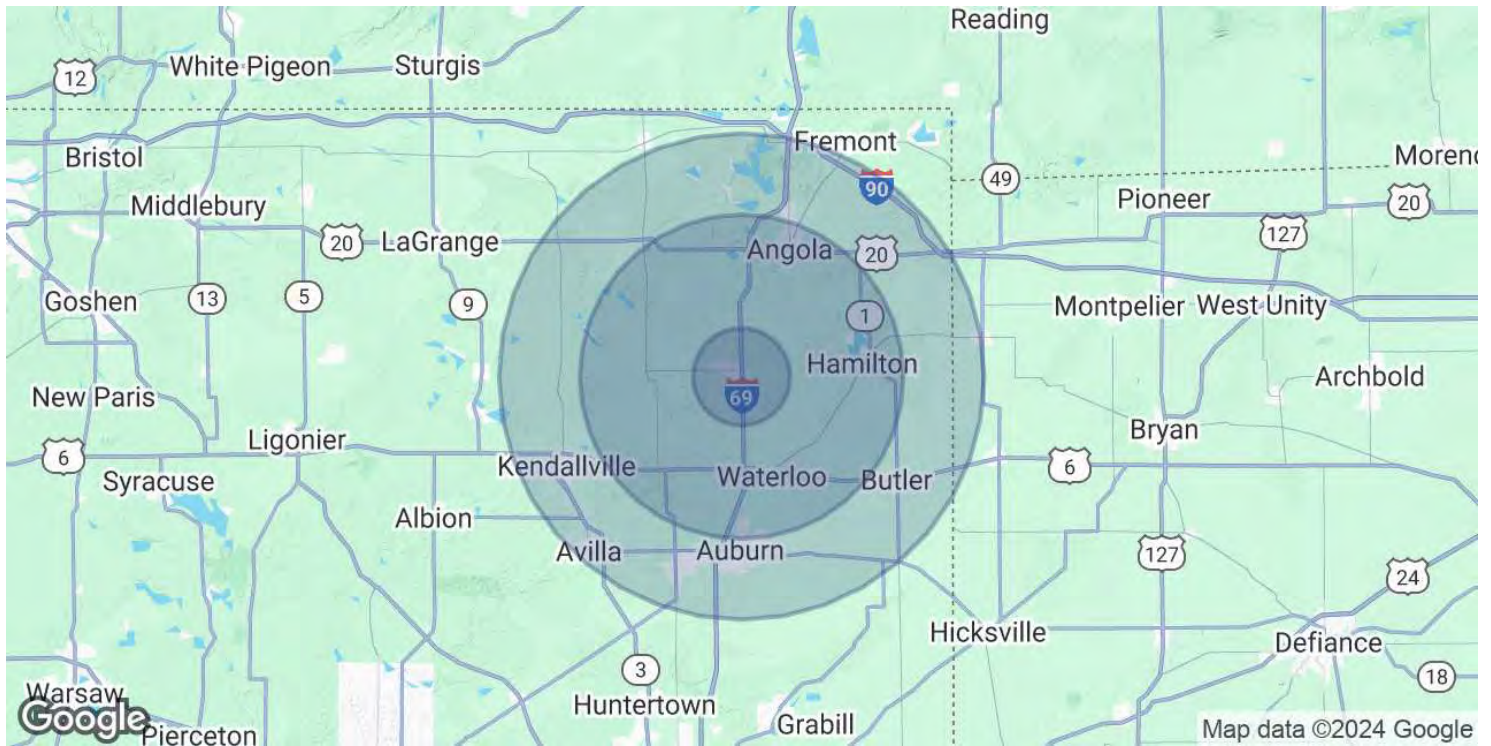 Reading
12
White Pigeon
Sturgis
Bristol
Fremont
Morenc
90
49
Middlebury
Pioneer
20
20
LaGrange
127
Angola
20
Goshen
13
5
9
Montpelier
West Unity
1
Hamilton
Archbold
New Paris
69
Bryan
Ligonier
6
Kendallville
6
Syracuse
Waterloo
Butler
Albion
Avilla
Auburn
127
24
Hicksville
Defiance
3
18
Warsaw
Huntertown
Google
Grabill
Map data ©2024 Google
Pierceton